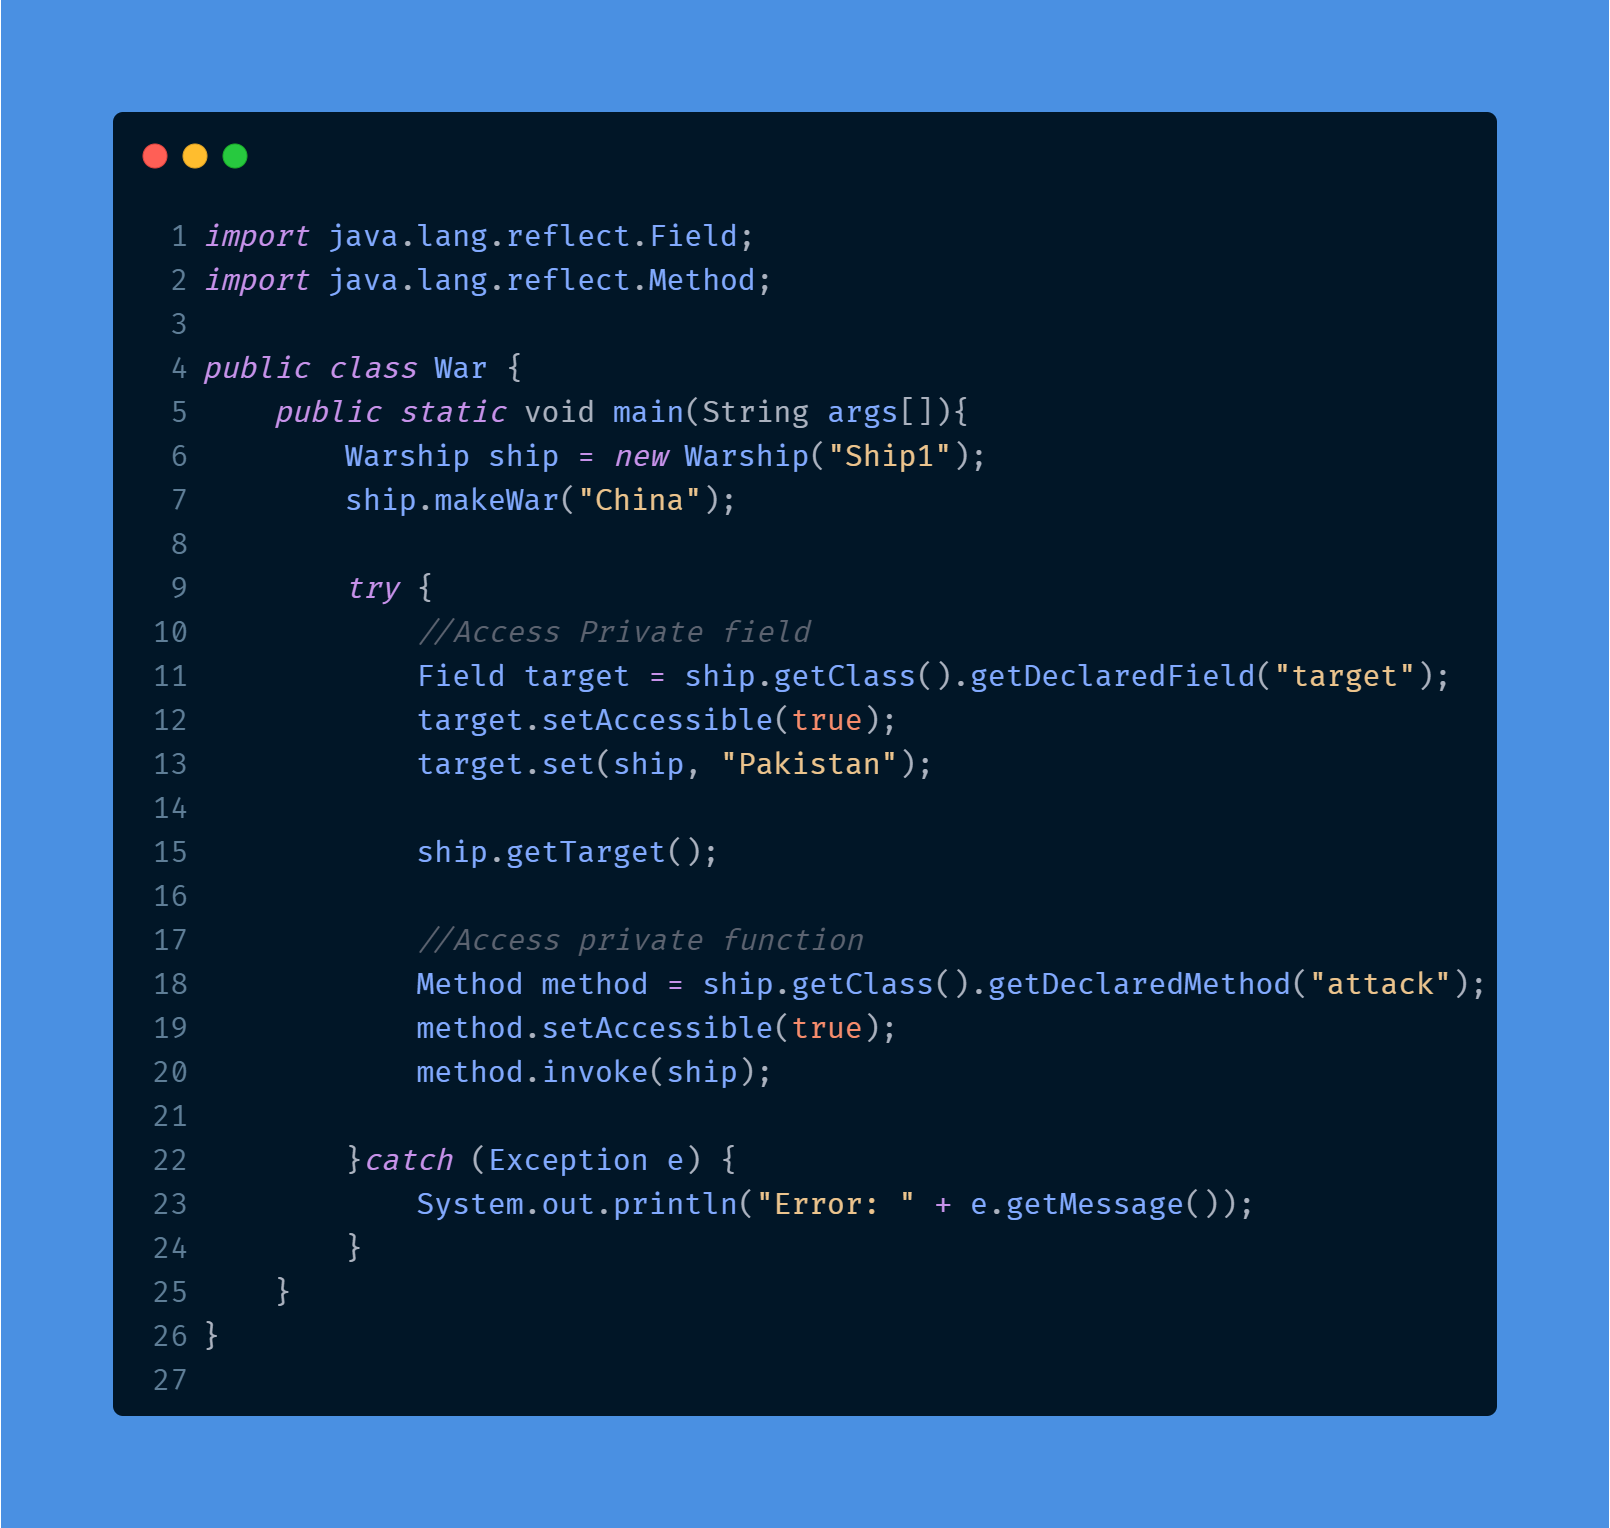 1 import java.lang.reflect.Field;
2 import java.lang.reflect.Method;
3
4 public class War {
5     public static void main(String args[]){
6         Warship ship = new Warship("Ship1");
7         ship.makeWar("China");
8
9         try {
10             //Access Private field
11             Field target = ship.getClass().getDeclaredField("target");
12             target.setAccessible(true);
13             target.set(ship, "Pakistan");
14
15             ship.getTarget();
16
17             //Access private function
18             Method method = ship.getClass().getDeclaredMethod("attack");
19             method.setAccessible(true);
20             method.invoke(ship);
21
22         }catch (Exception e) {
23             System.out.println("Error: " + e.getMessage());
24         }
25     }
26 }
27